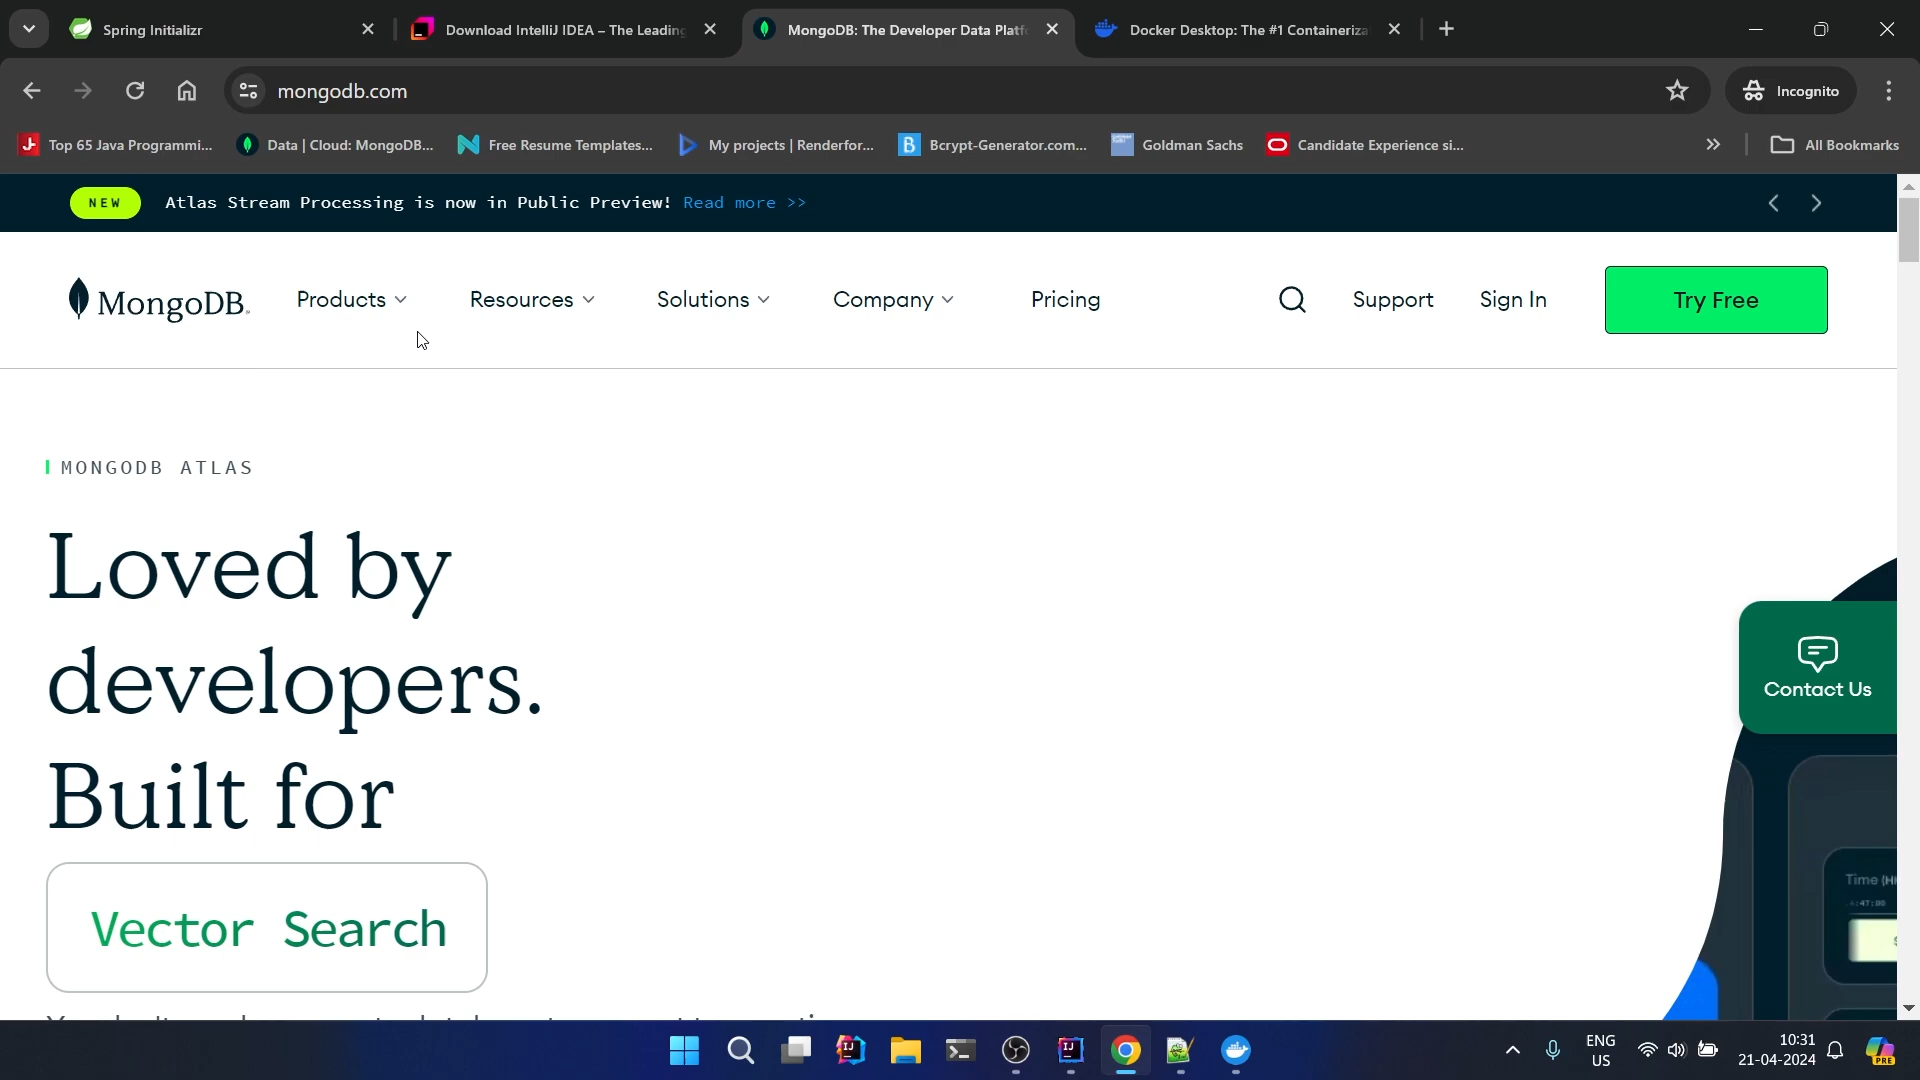 Spring Initializr
Download IntelliJ IDEA – The Leading
MongoDB: The Developer Data Platf
Docker Desktop: The #1 Containeriza
mongodb.com
Incognito
Top 65 Java Programmi...
Data | Cloud: MongoDB...
Free Resume Templates...
My projects | Renderfor...
Bcrypt-Generator.com...
Goldman Sachs
Candidate Experience si...
All Bookmarks
NEW
Atlas Stream Processing is now in Public Preview! Read more >>
MongoDB.
Products
Resources
Solutions
Company
Pricing
Support
Sign In
Try Free
MONGODB ATLAS
Loved by
developers.
Built for
Vector Search
Contact Us
Time (H
ENG
US
10:31
21-04-2024
PRE